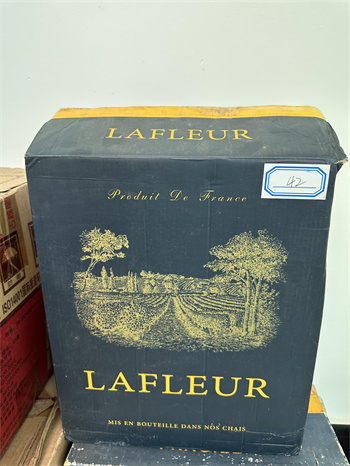 LAFLEUR
Produit De France
42
LAFLEUR
MIS EN BOUTEILLE DANS NOS CHAIS